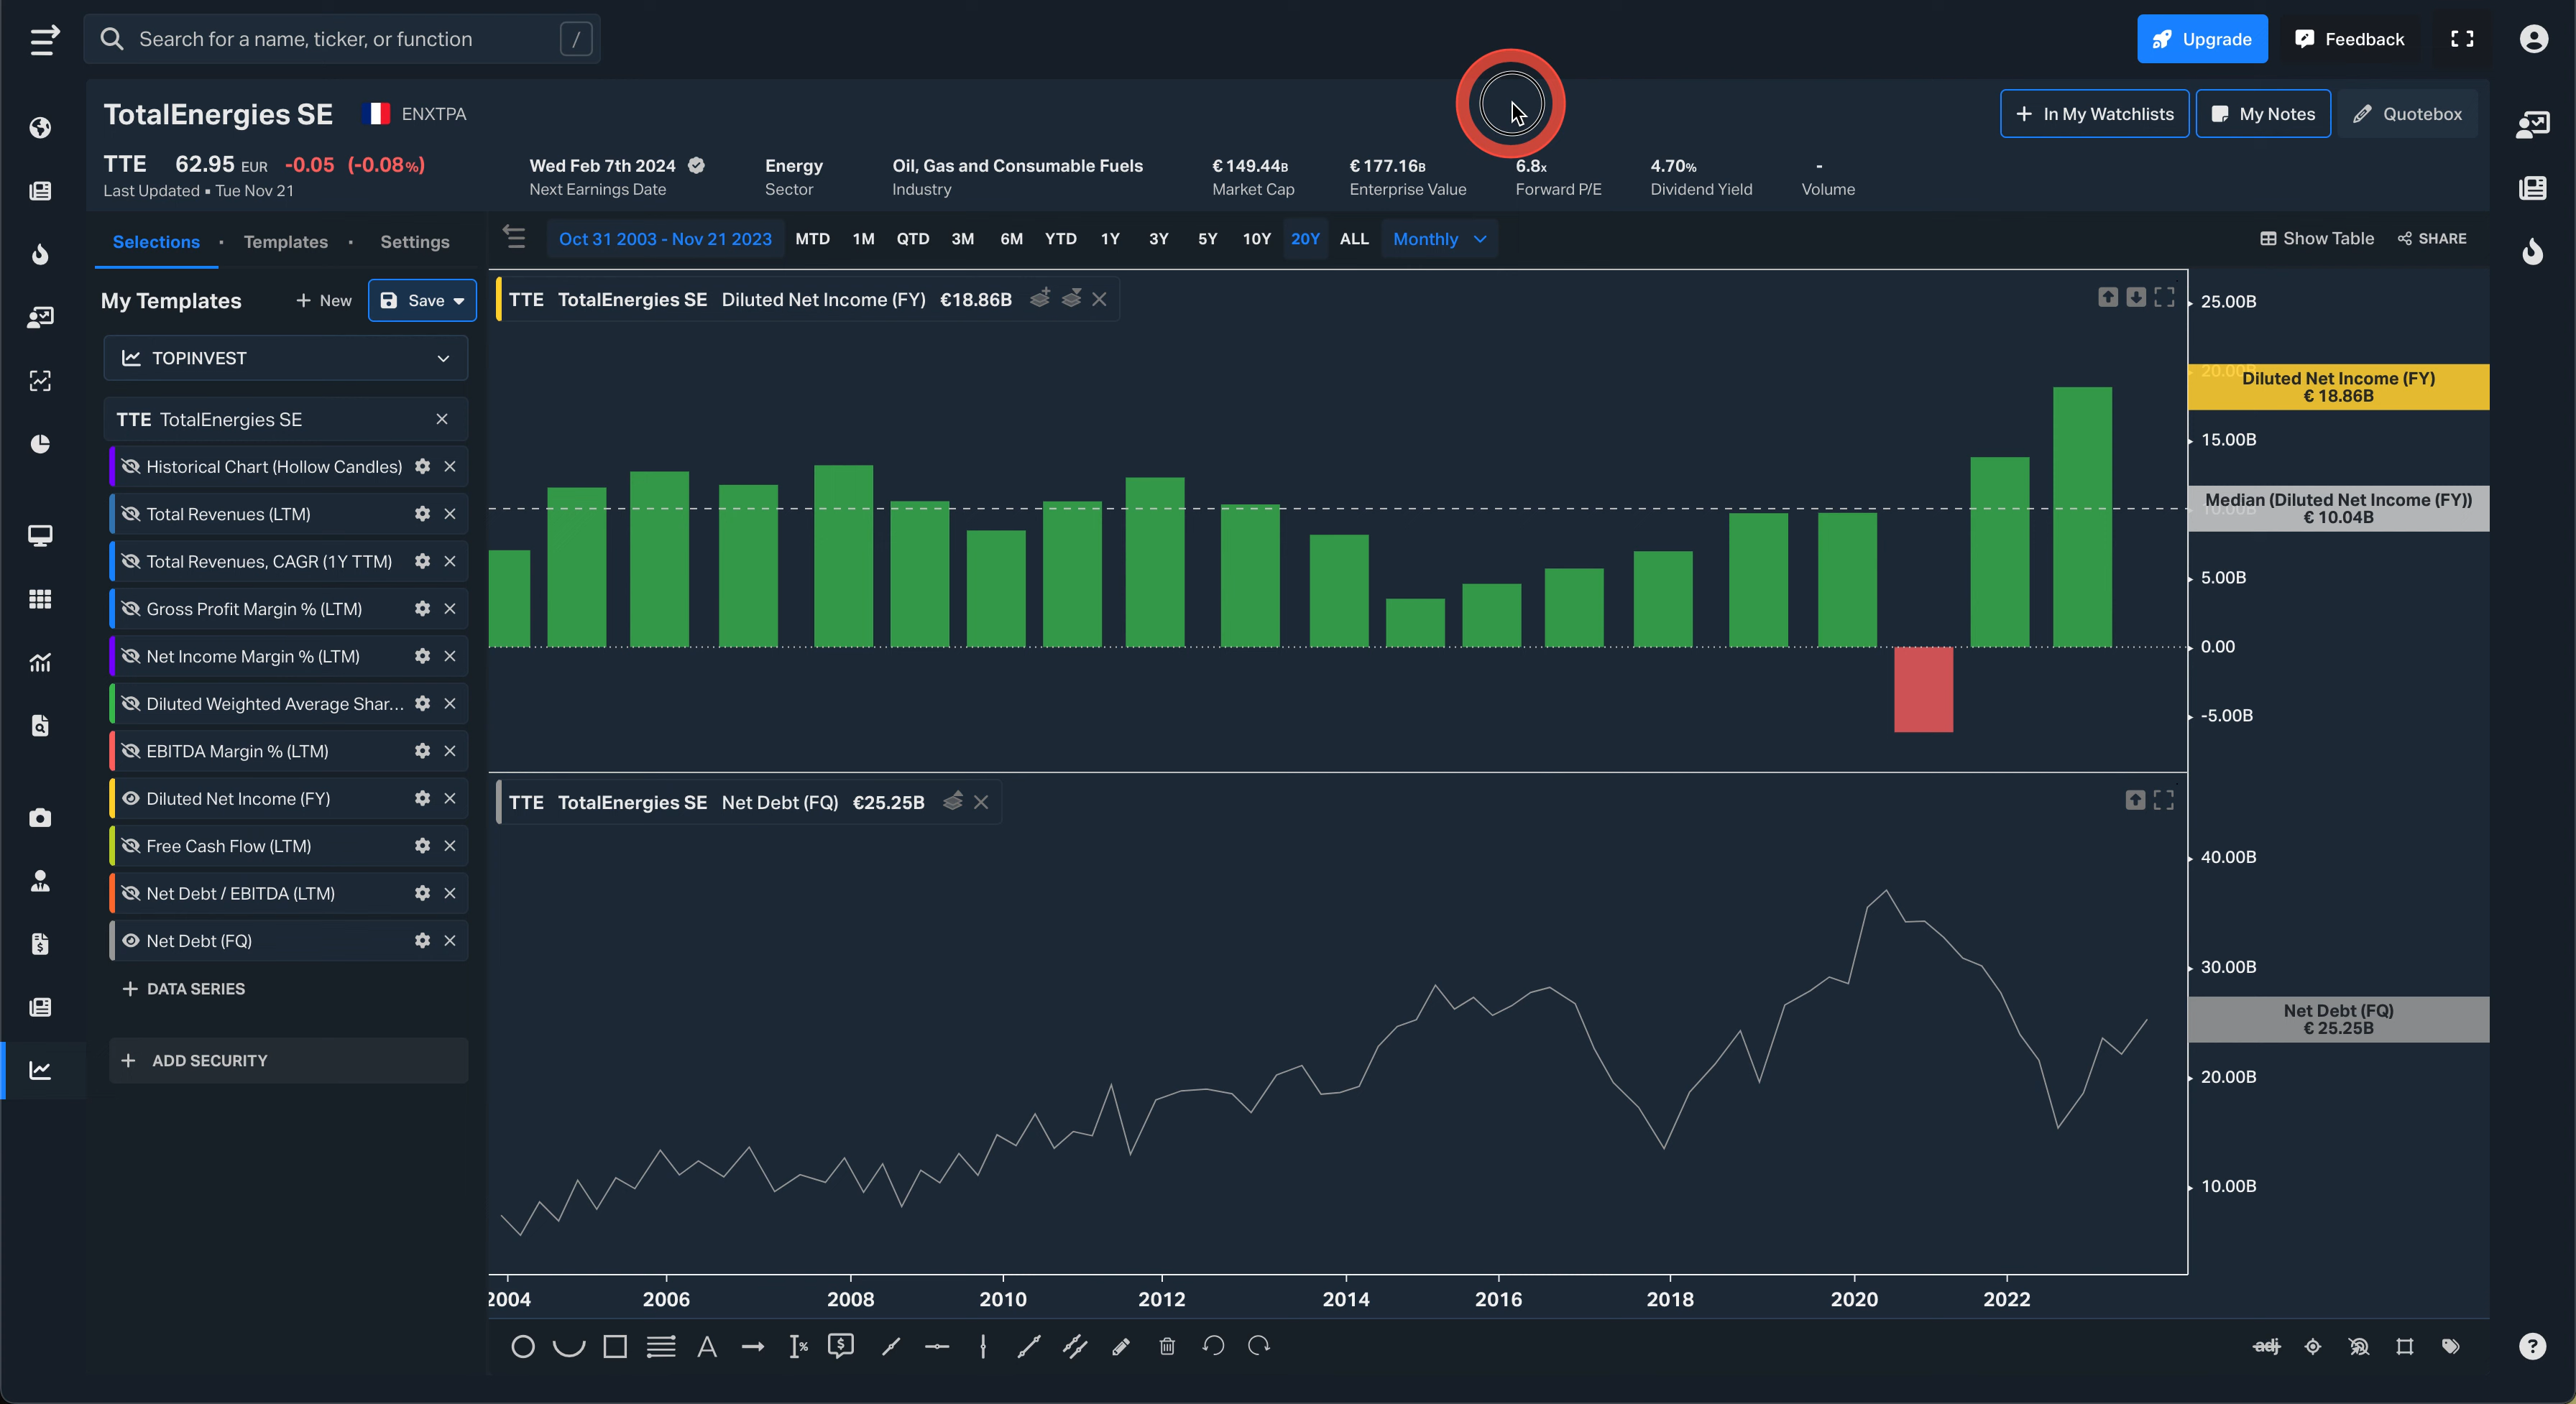 Search for a name, ticker, or function /
Upgrade
Feedback
TotalEnergies SE ENXTPA
In My Watchlists
My Notes
Quotebox
TTE 62.95 EUR -0.05 (-0.08%)
Last Updated ▪ Tue Nov 21
Wed Feb 7th 2024
Next Earnings Date
Energy
Sector
Oil, Gas and Consumable Fuels
Industry
€ 149.44B
Market Cap
€ 177.16B
Enterprise Value
6.8x
Forward P/E
4.70%
Dividend Yield
-
Volume
Selections · Templates · Settings
Oct 31 2003 - Nov 21 2023 MTD 1M QTD 3M 6M YTD 1Y 3Y 5Y 10Y 20Y ALL Monthly
Show Table SHARE
My Templates + New Save
TOPINVEST
TTE TotalEnergies SE
Historical Chart (Hollow Candles)
Total Revenues (LTM)
Total Revenues, CAGR (1Y TTM)
Gross Profit Margin % (LTM)
Net Income Margin % (LTM)
Diluted Weighted Average Shar...
EBITDA Margin % (LTM)
Diluted Net Income (FY)
Free Cash Flow (LTM)
Net Debt / EBITDA (LTM)
Net Debt (FQ)
+ DATA SERIES
+ ADD SECURITY
TTE TotalEnergies SE Diluted Net Income (FY) €18.86B
25.00B
20.00B
Diluted Net Income (FY)
€ 18.86B
15.00B
Median (Diluted Net Income (FY))
10.00B
€ 10.04B
5.00B
0.00
-5.00B
TTE TotalEnergies SE Net Debt (FQ) €25.25B
40.00B
30.00B
Net Debt (FQ)
€ 25.25B
20.00B
10.00B
2004 2006 2008 2010 2012 2014 2016 2018 2020 2022
A
%
$
adj
?